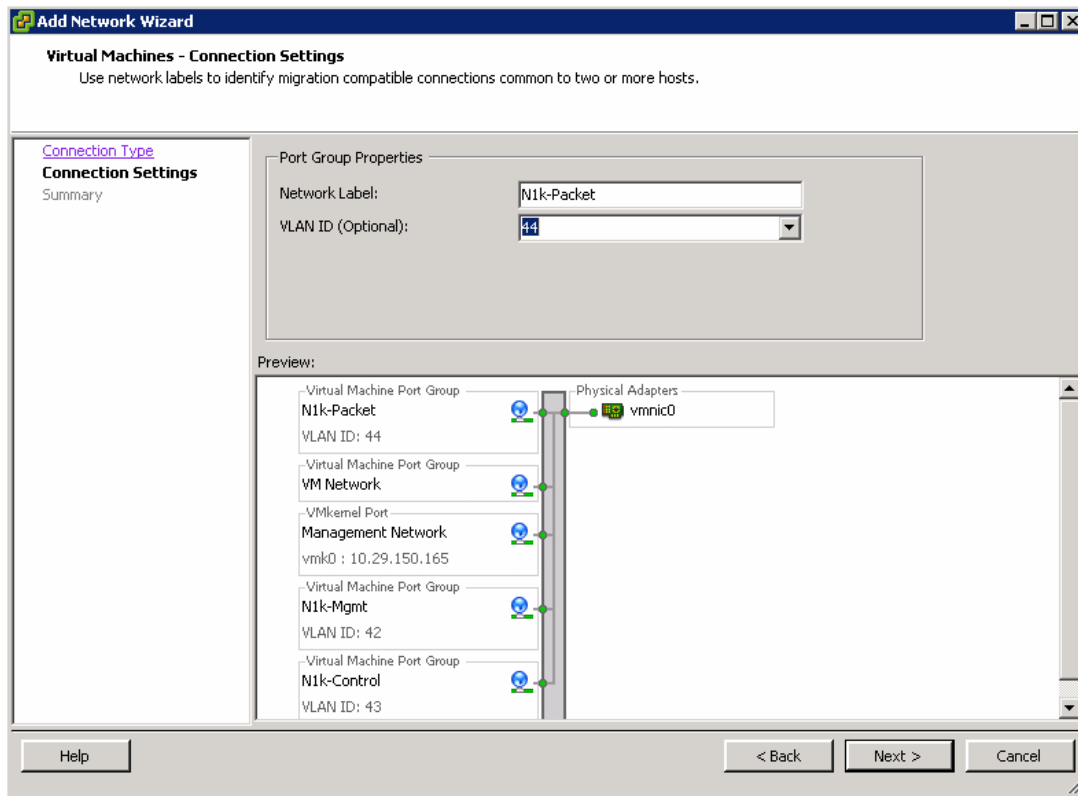 Add Network Wizard
Virtual Machines - Connection Settings
Use network labels to identify migration compatible connections common to two or more hosts.
Connection Type
Connection Settings
Summary
Port Group Properties
Network Label:
N1k-Packet
VLAN ID (Optional):
44
Preview:
Virtual Machine Port Group
N1k-Packet
VLAN ID: 44
Virtual Machine Port Group
VM Network
VMkernel Port
Management Network
vmk0 : 10.29.150.165
Virtual Machine Port Group
N1k-Mgmt
VLAN ID: 42
Virtual Machine Port Group
N1k-Control
VLAN ID: 43
Physical Adapters
vmnic0
Help
< Back
Next >
Cancel